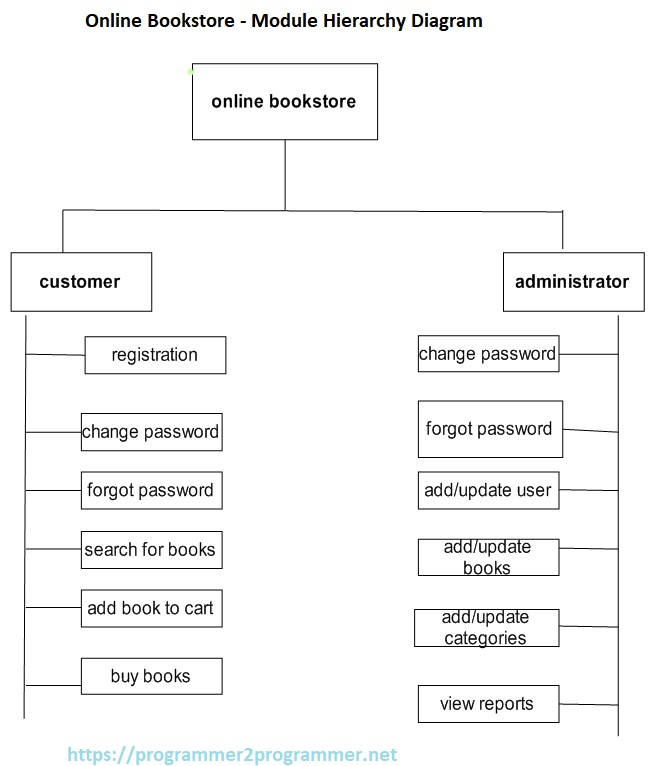 Online Bookstore - Module Hierarchy Diagram
online bookstore
customer
administrator
registration
change password
forgot password
search for books
add book to cart
buy books
change password
forgot password
add/update user
add/update
books
add/update
categories
view reports
https://programmer2programmer.net